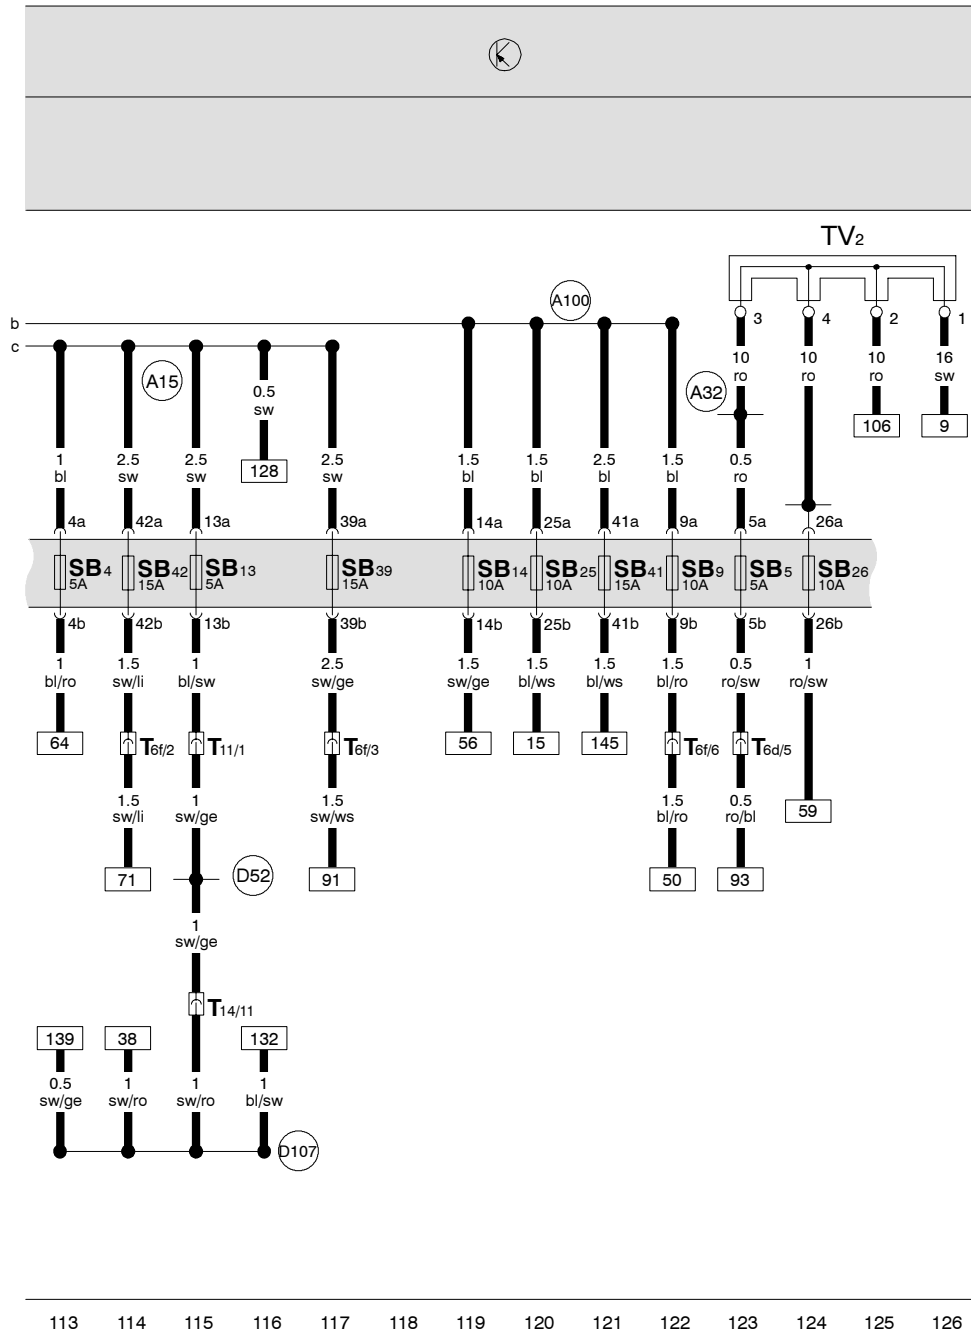 TV2
A100
b
3 4 2 1
c
10 10 10 16
ro ro ro sw
A15
0.5
sw
A32
106 9
1 2.5 2.5 128 2.5 1.5 1.5 2.5 1.5 0.5
bl sw sw sw bl bl bl bl ro
4a 42a 13a 39a 14a 25a 41a 9a 5a 26a
SB4 SB42 SB13 SB39 SB14 SB25 SB41 SB9 SB5 SB26
5A 15A 5A 15A 10A 10A 15A 10A 5A 10A
4b 42b 13b 39b 14b 25b 41b 9b 5b 26b
1 1.5 1 2.5 1.5 1.5 1.5 1.5 0.5 1
bl/ro sw/li bl/sw sw/ge sw/ge bl/ws bl/ws bl/ro ro/sw ro/sw
64 T6f/2 T11/1 T6f/3 56 15 145 T6f/6 T6d/5
1.5 1 1.5 1.5 0.5
sw/li sw/ge sw/ws bl/ro ro/bl
59
71 D52 91 50 93
1
sw/ge
T14/11
139 38 132
0.5 1 1 1
sw/ge sw/ro sw/ro bl/sw
D107
113 114 115 116 117 118 119 120 121 122 123 124 125 126